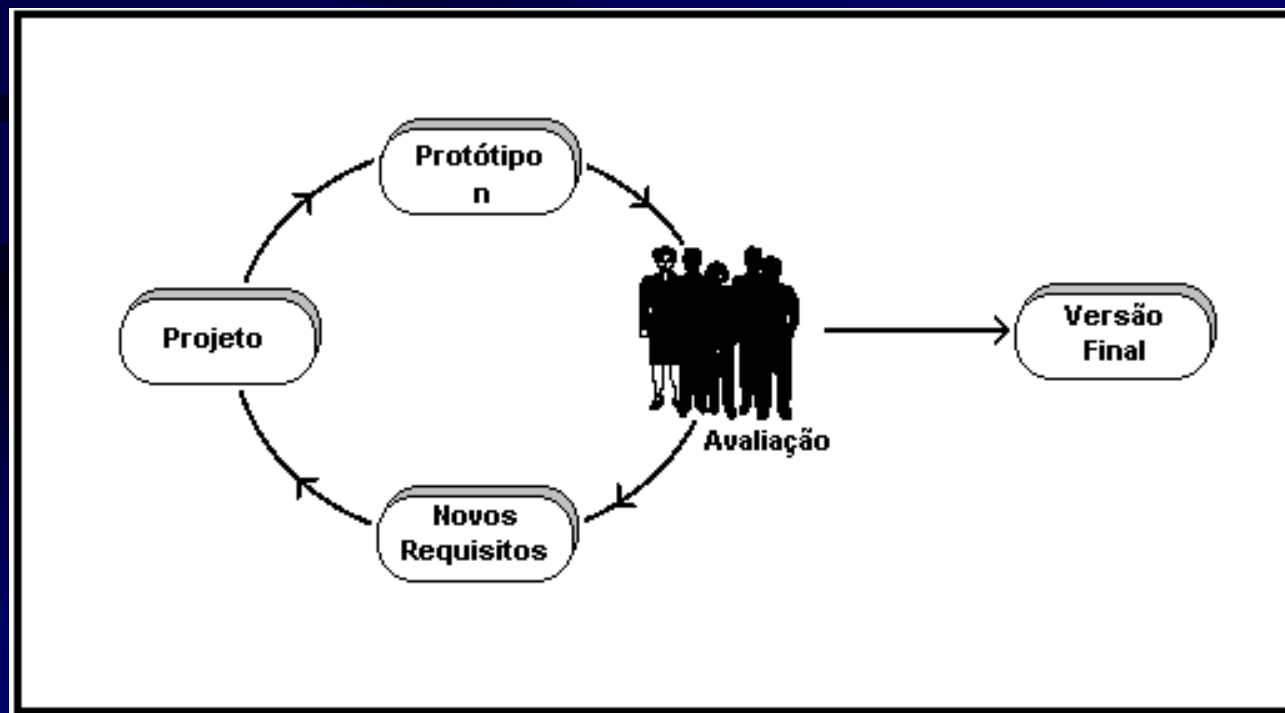 Protótipo
n
Projeto
Avaliação
Versão
Final
Novos
Requisitos